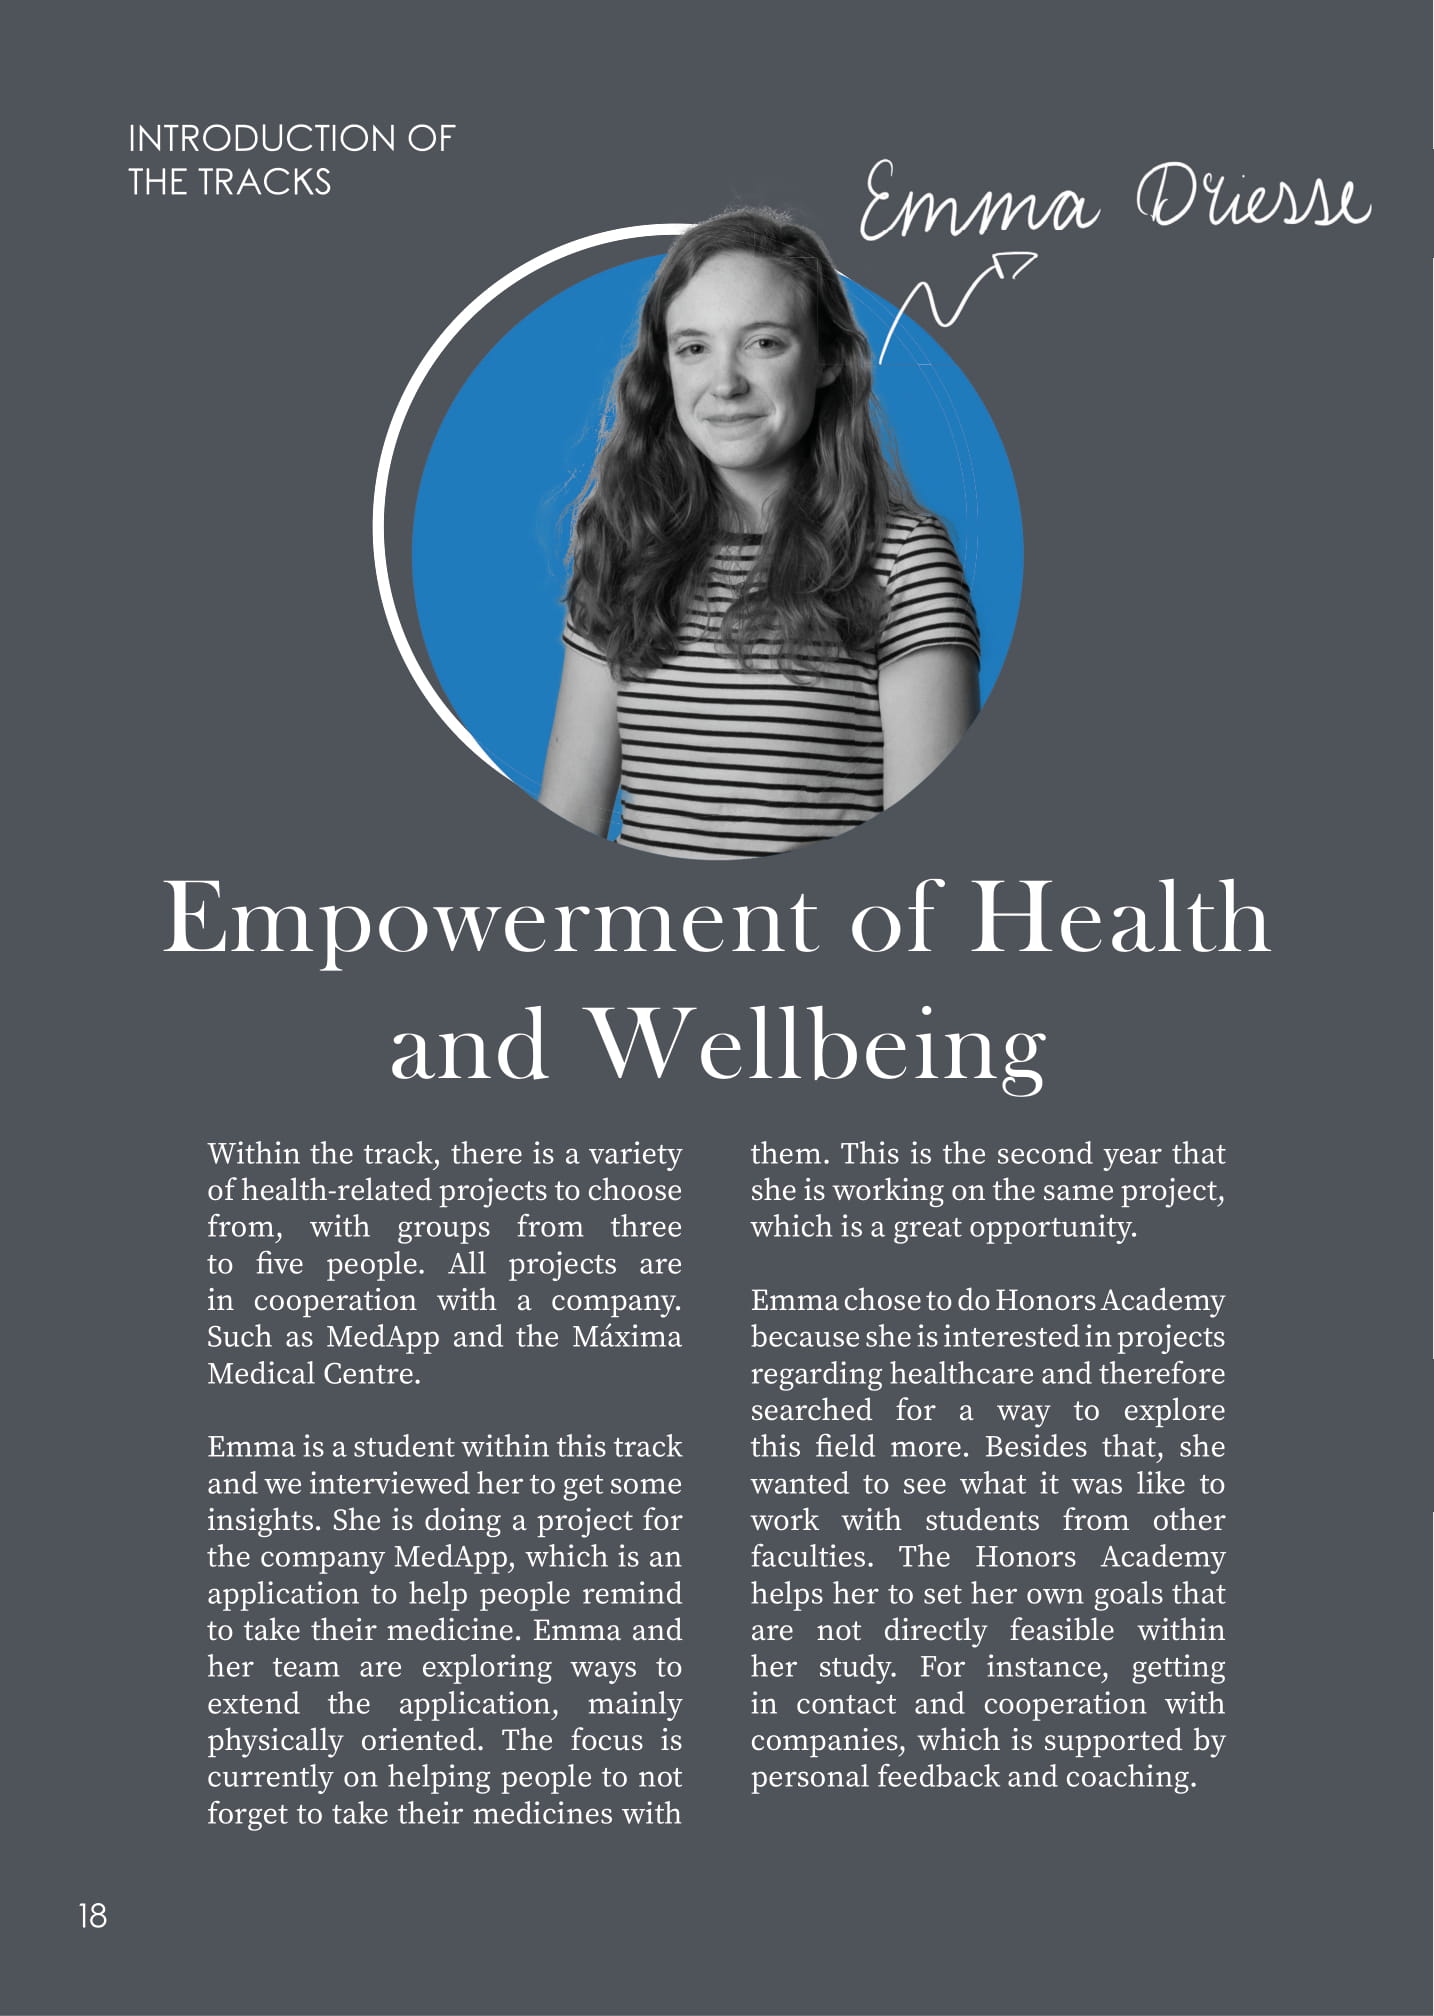 INTRODUCTION OF
THE TRACKS
Emma Driesse
Empowerment of Health
and Wellbeing
Within the track, there is a variety
of health-related projects to choose
from, with groups from three
to five people. All projects are
in cooperation with a company.
Such as MedApp and the Máxima
Medical Centre.
Emma is a student within this track
and we interviewed her to get some
insights. She is doing a project for
the company MedApp, which is an
application to help people remind
to take their medicine. Emma and
her team are exploring ways to
extend the application, mainly
physically oriented. The focus is
currently on helping people to not
forget to take their medicines with
them. This is the second year that
she is working on the same project,
which is a great opportunity.
Emma chose to do Honors Academy
because she is interested in projects
regarding healthcare and therefore
searched for a way to explore
this field more. Besides that, she
wanted to see what it was like to
work with students from other
faculties. The Honors Academy
helps her to set her own goals that
are not directly feasible within
her study. For instance, getting
in contact and cooperation with
companies, which is supported by
personal feedback and coaching.
18